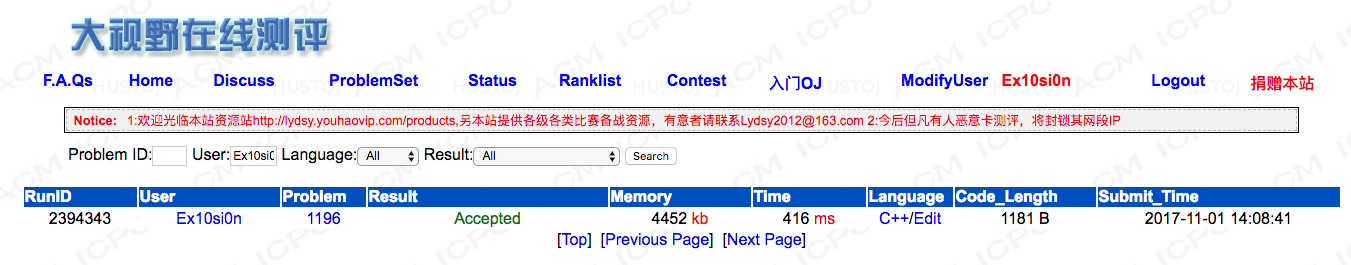 大视野在线测评
F.A.Qs Home Discuss ProblemSet Status Ranklist Contest 入门OJ ModifyUser Ex10si0n Logout 捐赠本站
Notice: 1:欢迎光临本站资源站http://lydsy.youhaovip.com/products,另本站提供各级各类比赛备战资源，有意者请联系Lydsy2012@163.com 2:今后但凡有人恶意卡测评，将封锁其网段IP
Problem ID: User: Ex10si0 Language: All Result: All Search
RunID User Problem Result Memory Time Language Code_Length Submit_Time
2394343 Ex10si0n 1196 Accepted 4452 kb 416 ms C++/Edit 1181 B 2017-11-01 14:08:41
[Top] [Previous Page] [Next Page]